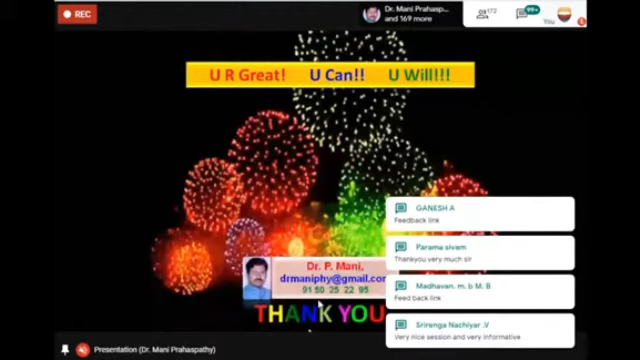 REC
Dr. Mani Prahasp...
and 169 more
172
99+
You
U R Great! U Can!! U Will!!!
GANESH A
Feedback link
Parama sivam
Thankyou very much sir
Madhavan. m. b M. B
Feed back link
Srirenga Nachiyar .V
Very nice session and very informative
Dr. P. Mani,
drmaniphy@gmail.com
91 50 25 22 95
THANK YOU
Presentation (Dr. Mani Prahaspathy)